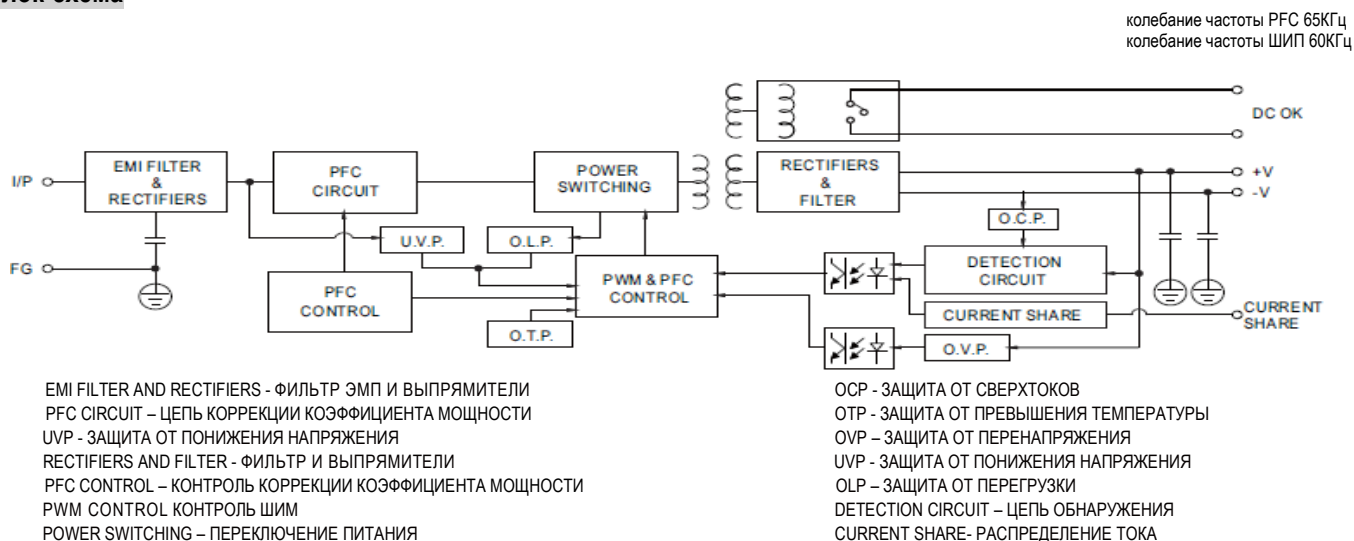 блок-схема
колебание частоты PFC 65КГц
колебание частоты ШИП 60КГц
DC OK
I/P
EMI FILTER
&
RECTIFIERS
PFC
CIRCUIT
POWER
SWITCHING
RECTIFIERS
&
FILTER
+V
-V
O.C.P.
U.V.P.
O.L.P.
FG
PFC
CONTROL
PWM & PFC
CONTROL
DETECTION
CIRCUIT
CURRENT SHARE
CURRENT
SHARE
O.T.P.
O.V.P.
EMI FILTER AND RECTIFIERS - ФИЛЬТР ЭМП И ВЫПРЯМИТЕЛИ
PFC CIRCUIT – ЦЕПЬ КОРРЕКЦИИ КОЭФФИЦИЕНТА МОЩНОСТИ
UVP - ЗАЩИТА ОТ ПОНИЖЕНИЯ НАПРЯЖЕНИЯ
RECTIFIERS AND FILTER - ФИЛЬТР И ВЫПРЯМИТЕЛИ
PFC CONTROL – КОНТРОЛЬ КОРРЕКЦИИ КОЭФФИЦИЕНТА МОЩНОСТИ
PWM CONTROL КОНТРОЛЬ ШИМ
POWER SWITCHING – ПЕРЕКЛЮЧЕНИЕ ПИТАНИЯ
OCP - ЗАЩИТА ОТ СВЕРХТОКОВ
OTP - ЗАЩИТА ОТ ПРЕВЫШЕНИЯ ТЕМПЕРАТУРЫ
OVP – ЗАЩИТА ОТ ПЕРЕНАПРЯЖЕНИЯ
UVP - ЗАЩИТА ОТ ПОНИЖЕНИЯ НАПРЯЖЕНИЯ
OLP – ЗАЩИТА ОТ ПЕРЕГРУЗКИ
DETECTION CIRCUIT – ЦЕПЬ ОБНАРУЖЕНИЯ
CURRENT SHARE- РАСПРЕДЕЛЕНИЕ ТОКА